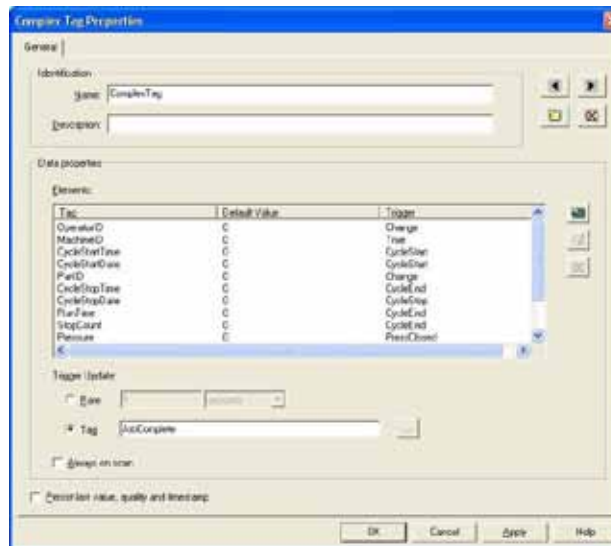 Complex Tag Properties
General
Identification
Name: ComplexTag
Description:
Data properties
Elements:
Tag Default Value Trigger
OperatorID 0 Change
MachineID 0 True
CycleStartTime 0 CycleStart
CycleStartDate 0 CycleStart
PartID 0 Change
CycleStopTime 0 CycleEnd
CycleStopDate 0 CycleStop
RunTime 0 CycleEnd
StopCount 0 CycleEnd
Pressure 0 PressClosed
Trigger Update
Rate
Tag JobComplete ...
Always on scan
Persist last value, quality and timestamp
OK Cancel Apply Help